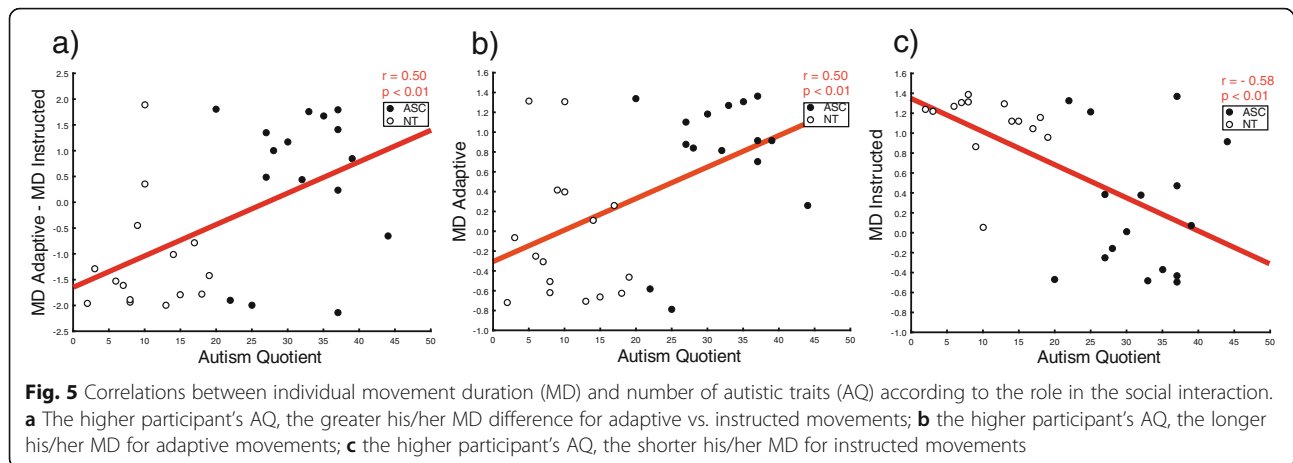 a)
r = 0.50
p < 0.01
ASC
NT
MD Adaptive - MD Instructed
2.5
2.0
1.5
1.0
0.5
0.0
-0.5
-1.0
-1.5
-2.0
-2.5
0 5 10 15 20 25 30 35 40 45 50
Autism Quotient
b)
r = 0.50
p < 0.01
ASC
NT
MD Adaptive
1.6
1.4
1.2
1.0
0.8
0.6
0.4
0.2
0.0
-0.2
-0.4
-0.6
-0.8
-1.0
0 5 10 15 20 25 30 35 40 45 50
Autism Quotient
c)
r = - 0.58
p < 0.01
ASC
NT
MD Instructed
1.6
1.4
1.2
1.0
0.8
0.6
0.4
0.2
0.0
-0.2
-0.4
-0.6
-0.8
-1.0
0 5 10 15 20 25 30 35 40 45 50
Autism Quotient
Fig. 5 Correlations between individual movement duration (MD) and number of autistic traits (AQ) according to the role in the social interaction.
a The higher participant's AQ, the greater his/her MD difference for adaptive vs. instructed movements; b the higher participant's AQ, the longer
his/her MD for adaptive movements; c the higher participant's AQ, the shorter his/her MD for instructed movements